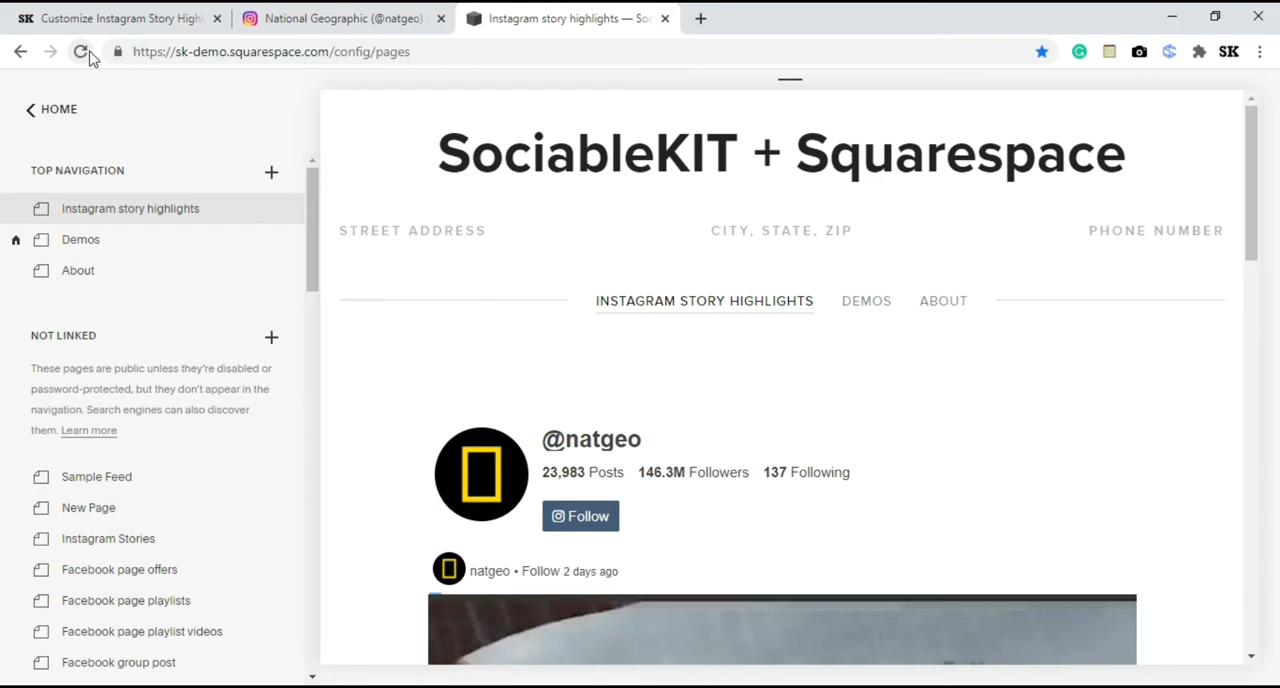 SK Customize Instagram Story High
National Geographic (@natgeo)
Instagram story highlights — Soc
https://sk-demo.squarespace.com/config/pages
SK
HOME
TOP NAVIGATION
Instagram story highlights
Demos
About
NOT LINKED
These pages are public unless they're disabled or
password-protected, but they don't appear in the
navigation. Search engines can also discover
them. Learn more
Sample Feed
New Page
Instagram Stories
Facebook page offers
Facebook page playlists
Facebook page playlist videos
Facebook group post
SociableKIT + Squarespace
STREET ADDRESS
CITY, STATE, ZIP
PHONE NUMBER
INSTAGRAM STORY HIGHLIGHTS DEMOS ABOUT
@natgeo
23,983 Posts 146.3M Followers 137 Following
Follow
natgeo • Follow 2 days ago